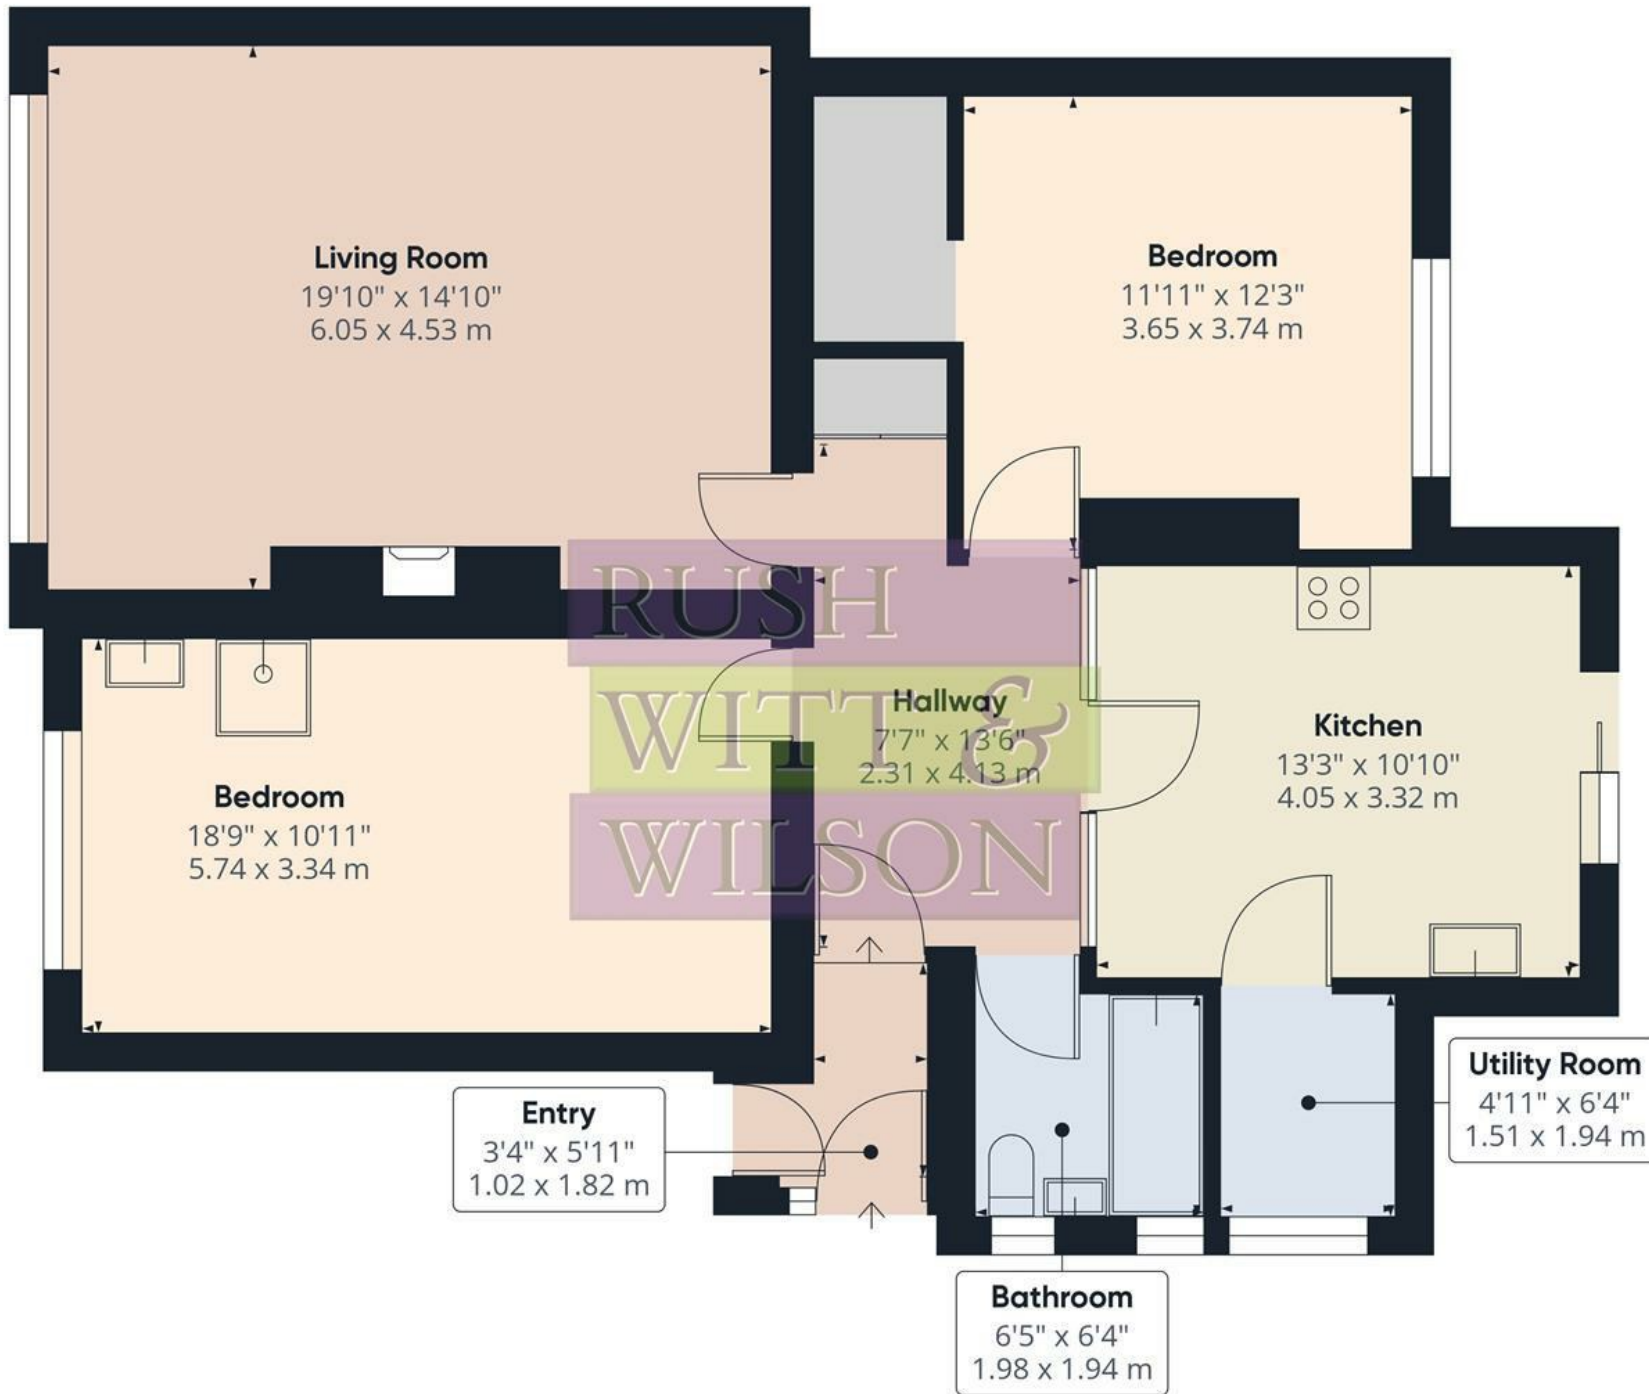 Living Room
19'10" x 14'10"
6.05 x 4.53 m
Bedroom
11'11" x 12'3"
3.65 x 3.74 m
RUSH
WITT &
WILSON
Hallway
7'7" x 13'6"
2.31 x 4.13 m
Kitchen
13'3" x 10'10"
4.05 x 3.32 m
Bedroom
18'9" x 10'11"
5.74 x 3.34 m
Entry
3'4" x 5'11"
1.02 x 1.82 m
Utility Room
4'11" x 6'4"
1.51 x 1.94 m
Bathroom
6'5" x 6'4"
1.98 x 1.94 m